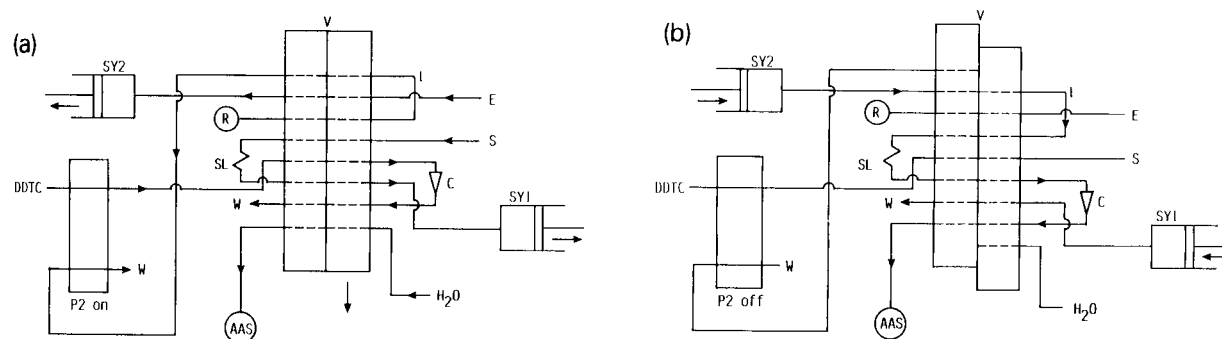 (a)
V
SY2
I
E
R
S
SL
DDTC
C
W
SY1
W
P2 on
H2O
AAS
(b)
V
SY2
I
R
E
SL
S
DDTC
C
W
SY1
W
P2 off
H2O
AAS